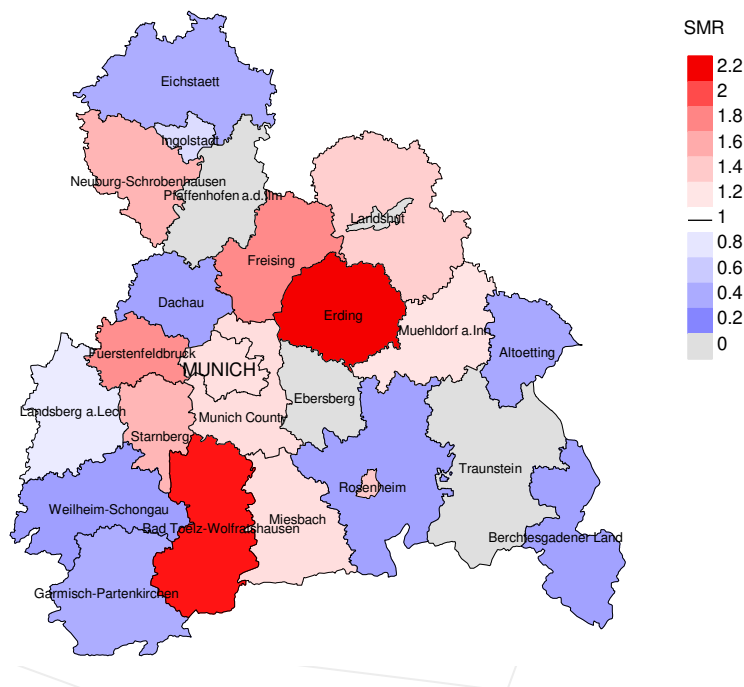 SMR
2.2
2
1.8
1.6
1.4
1.2
1
0.8
0.6
0.4
0.2
0
Eichstaett
Ingolstadt
Neuburg-Schrobenhausen
Pfaffenhofen a.d.Ilm
Landshut
Freising
Dachau
Erding
Muehldorf a.Inn
Altoetting
Fuerstenfeldbruck
MUNICH
Ebersberg
Landsberg a.Lech
Munich County
Starnberg
Traunstein
Rosenheim
Weilheim-Schongau
Miesbach
Bad Toelz-Wolfratshausen
Berchtesgadener Land
Garmisch-Partenkirchen